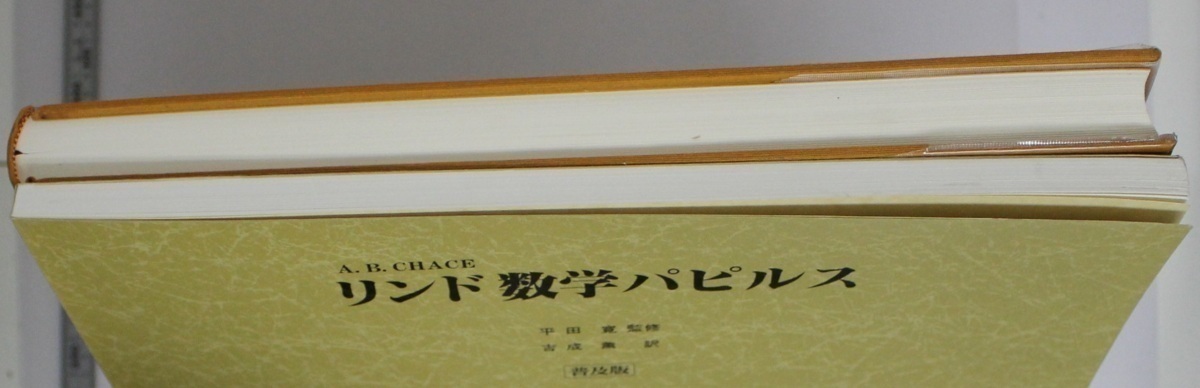 A. B. CHACE
リンド数学パピルス
平田寛 監修
吉成薫 訳
普及版